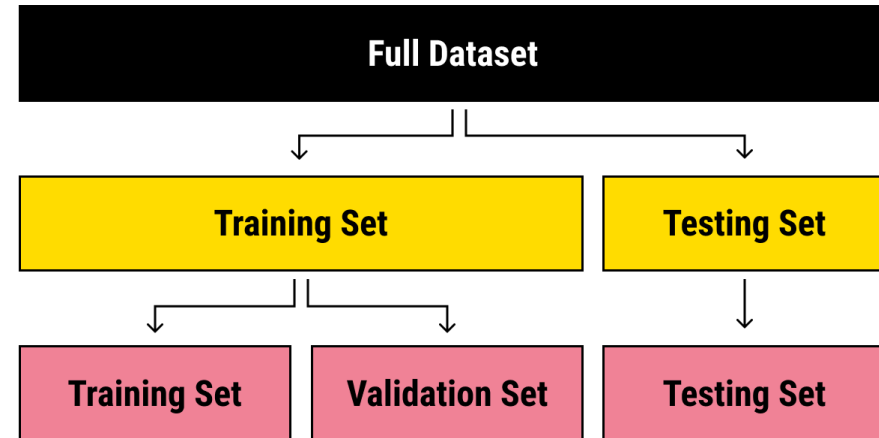 Full Dataset
Training Set
Testing Set
Training Set
Validation Set
Testing Set